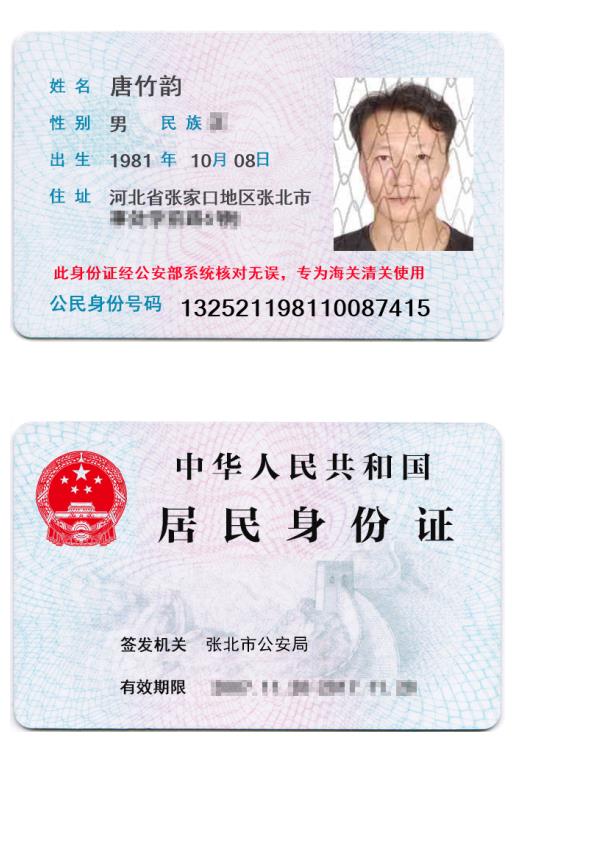 姓名 唐竹韵
性别 男 民族
出生 1981 年 10月 08日
住址 河北省张家口地区张北市
此身份证经公安部系统核对无误，专为海关清关使用
公民身份号码 132521198110087415
中华人民共和国
居民身份证
签发机关 张北市公安局
有效期限